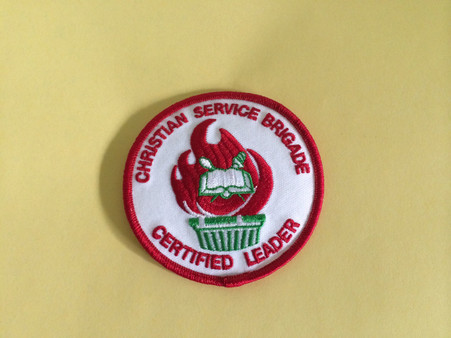 CHRISTIAN SERVICE BRIGADE
CERTIFIED LEADER